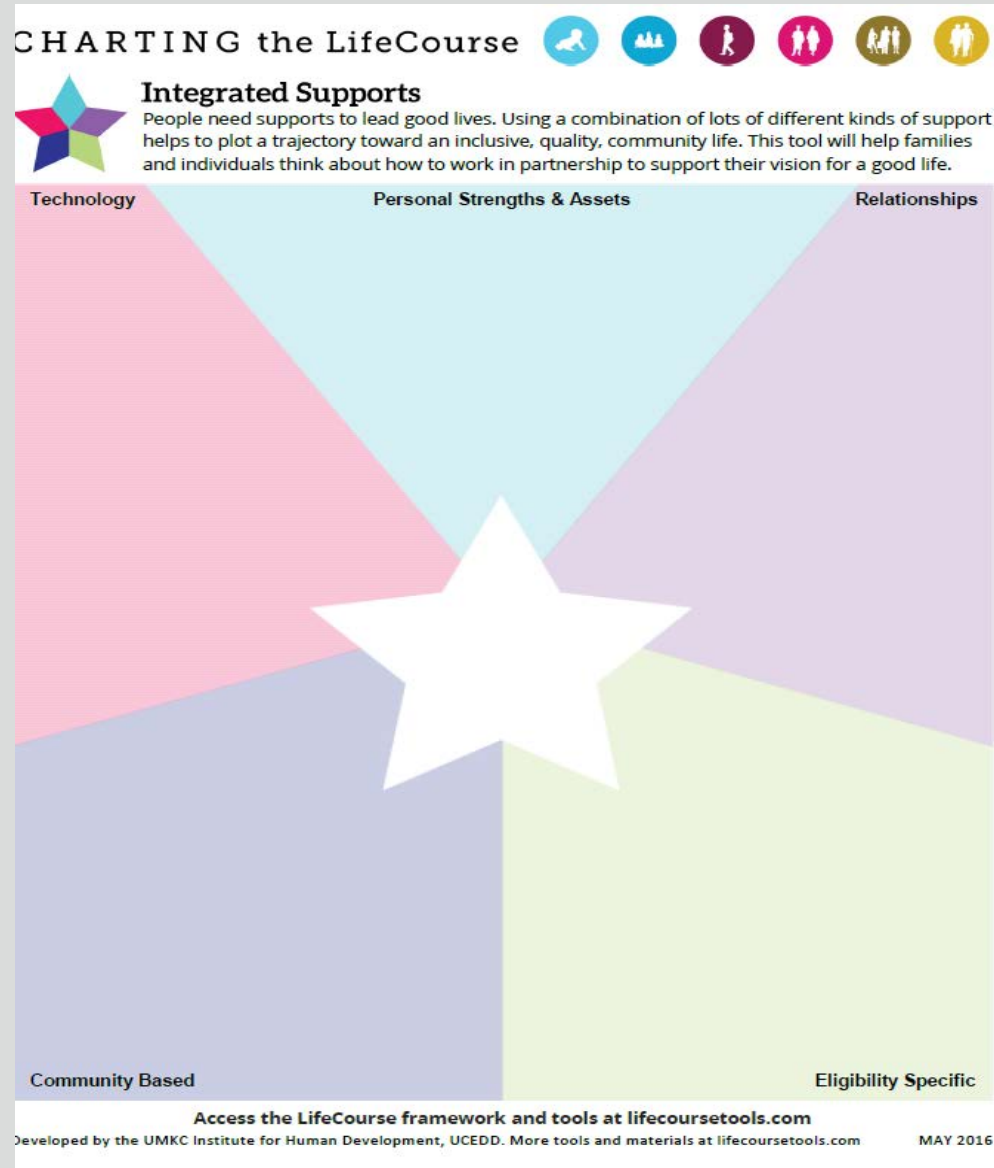 CHARTING the LifeCourse
Integrated Supports
People need supports to lead good lives. Using a combination of lots of different kinds of support
helps to plot a trajectory toward an inclusive, quality, community life. This tool will help families
and individuals think about how to work in partnership to support their vision for a good life.
Technology
Personal Strengths & Assets
Relationships
Community Based
Eligibility Specific
Access the LifeCourse framework and tools at lifecoursetools.com
Developed by the UMKC Institute for Human Development, UCEDD. More tools and materials at lifecoursetools.com
MAY 2016